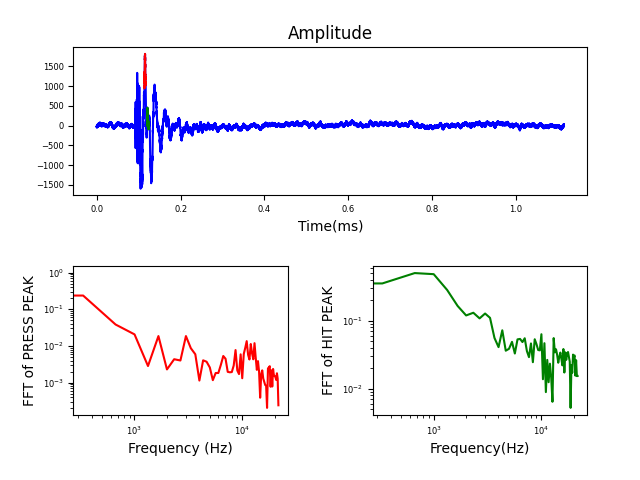 Amplitude
1500
1000
500
0
−500
−1000
−1500
0.0 0.2 0.4 0.6 0.8 1.0
Time(ms)
FFT of PRESS PEAK
10⁰
10⁻¹
10⁻²
10⁻³
10³ 10⁴
Frequency (Hz)
FFT of HIT PEAK
10⁻¹
10⁻²
10³ 10⁴
Frequency(Hz)